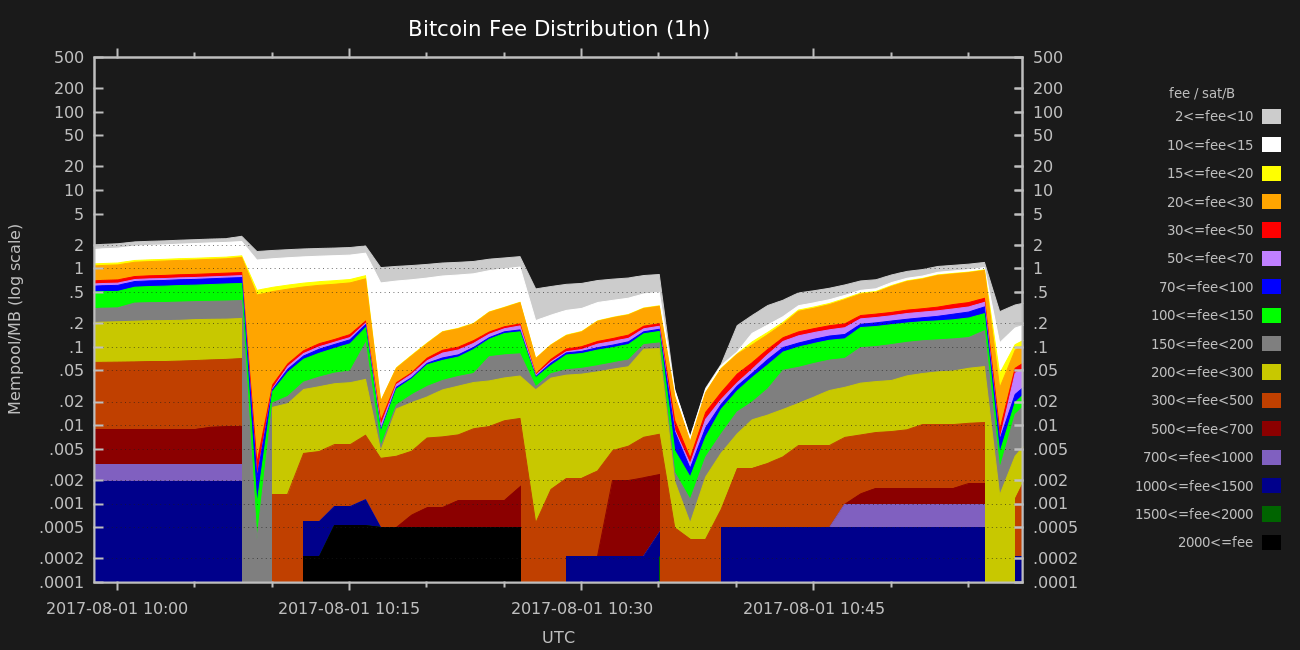 Bitcoin Fee Distribution (1h)
500
200
100
50
20
10
5
2
1
.5
.2
.1
.05
.02
.01
.005
.002
.001
.0005
.0002
.0001
Mempool/MB (log scale)
500
200
100
50
20
10
5
2
1
.5
.2
.1
.05
.02
.01
.005
.002
.001
.0005
.0002
.0001
2017-08-01 10:00
2017-08-01 10:15
2017-08-01 10:30
2017-08-01 10:45
UTC
fee / sat/B
2<=fee<10
10<=fee<15
15<=fee<20
20<=fee<30
30<=fee<50
50<=fee<70
70<=fee<100
100<=fee<150
150<=fee<200
200<=fee<300
300<=fee<500
500<=fee<700
700<=fee<1000
1000<=fee<1500
1500<=fee<2000
2000<=fee